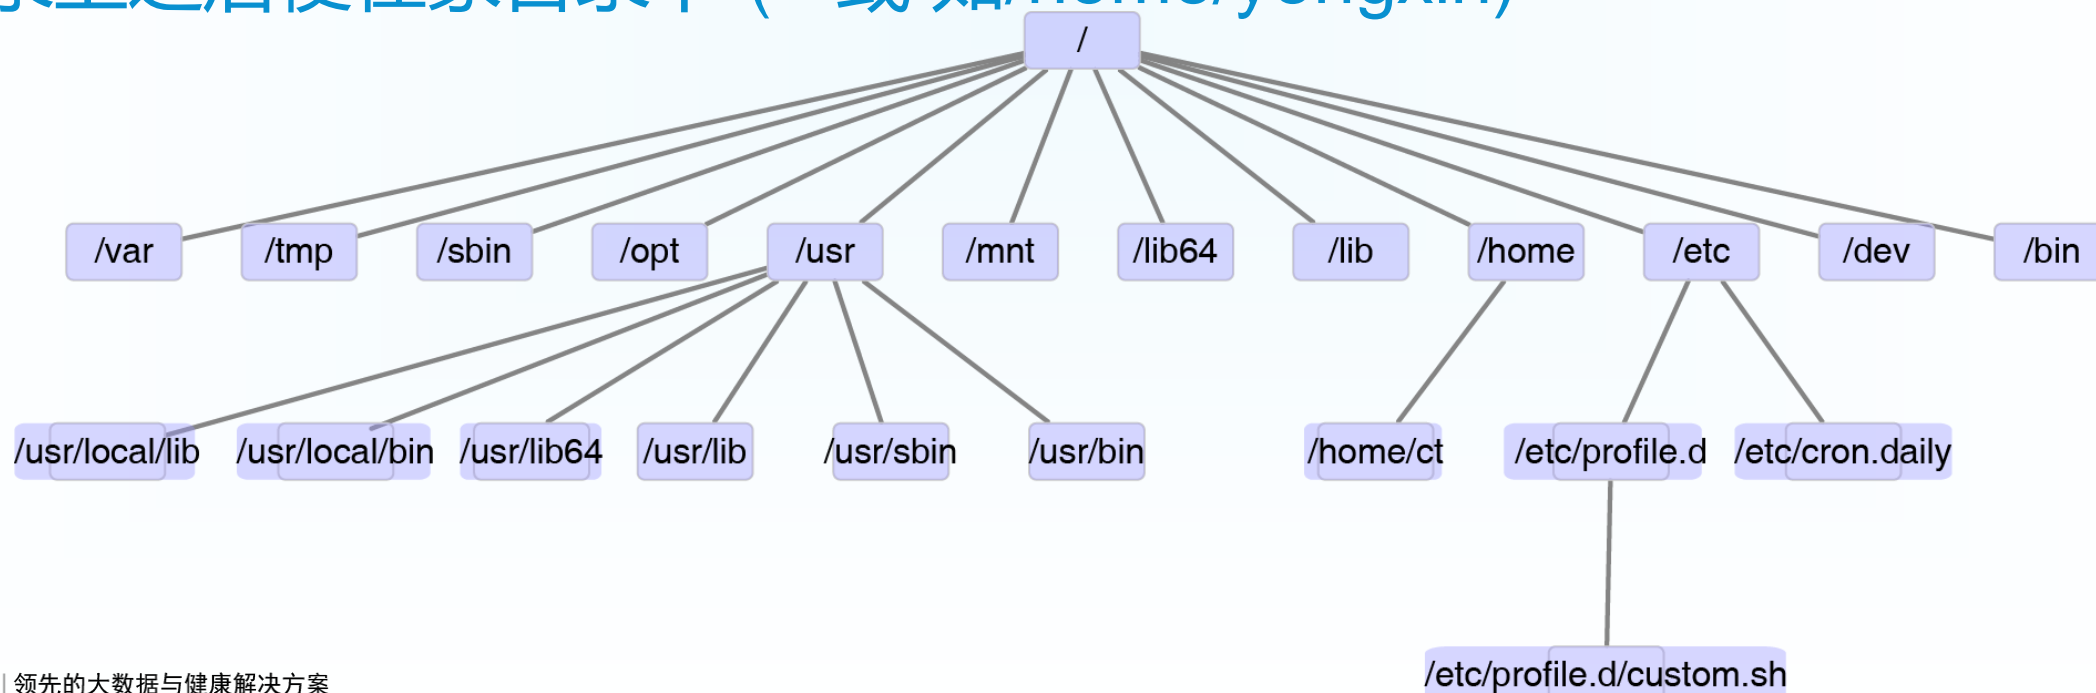 /home/yongxin)
/
/var /tmp /sbin /opt /usr /mnt /lib64 /lib /home /etc /dev /bin
/usr/local/lib /usr/local/bin /usr/lib64 /usr/lib /usr/sbin /usr/bin /home/ct /etc/profile.d /etc/cron.daily
/etc/profile.d/custom.sh
领先的大数据与健康解决方案